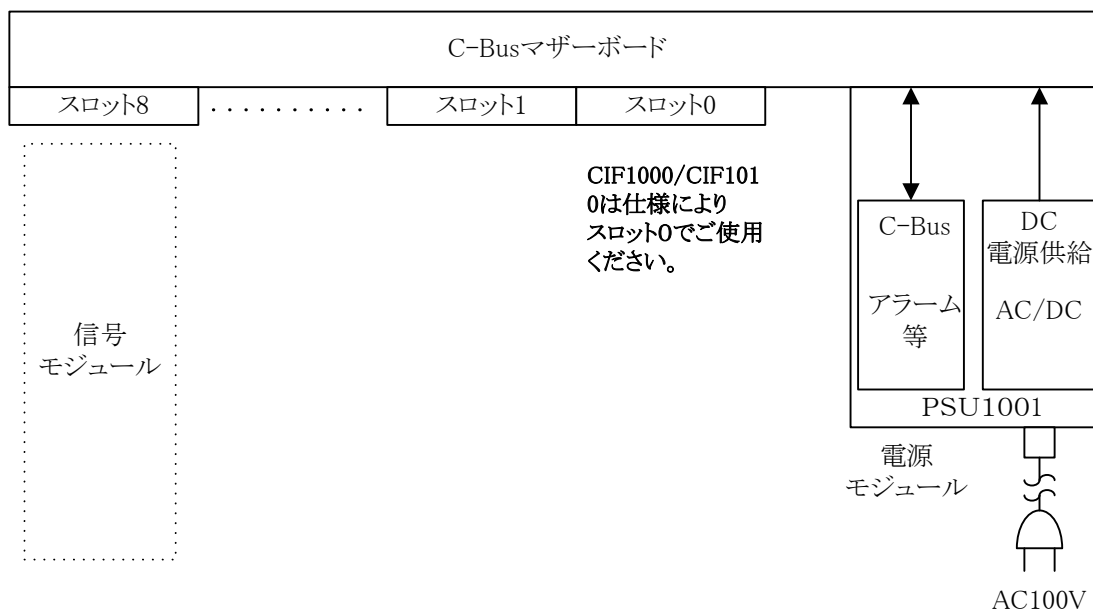 C-Busマザーボード
スロット8
..........
スロット1
スロット0
CIF1000/CIF101
0は仕様により
スロット0でご使用
ください。
C-Bus
アラーム
等
DC
電源供給
AC/DC
信号
モジュール
PSU1001
電源
モジュール
AC100V